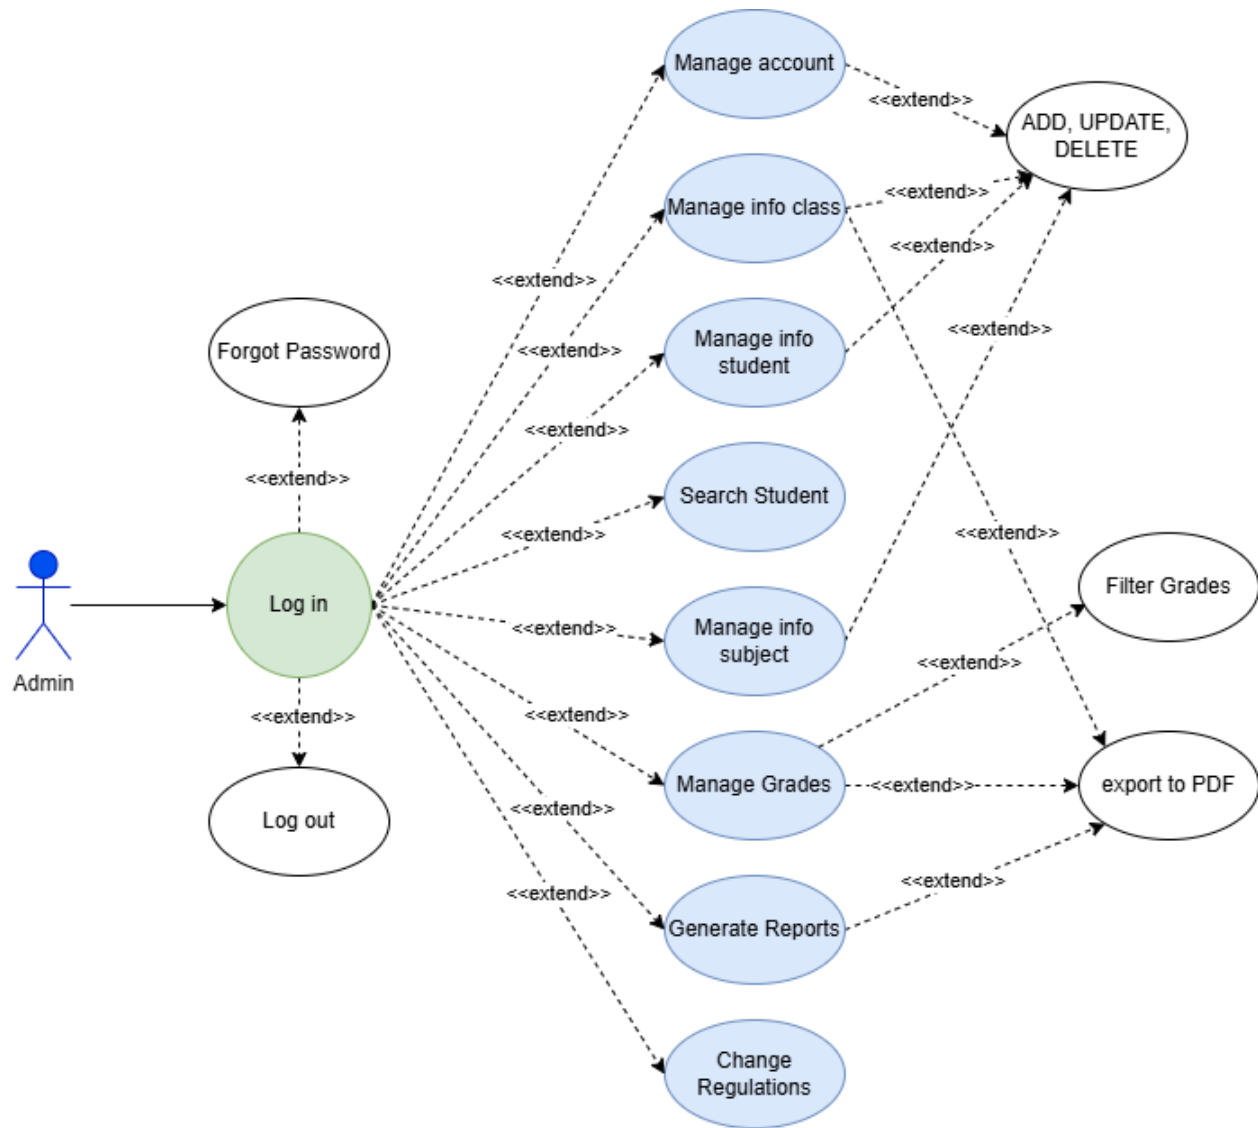 Manage account
<<extend>>
ADD, UPDATE,
DELETE
Manage info class
<<extend>>
<<extend>>
<<extend>>
Forgot Password
Manage info
student
<<extend>>
<<extend>>
<<extend>>
<<extend>>
Search Student
<<extend>>
<<extend>>
<<extend>>
Filter Grades
Admin
Log in
Manage info
subject
<<extend>>
<<extend>>
<<extend>>
<<extend>>
Manage Grades
<<extend>>
export to PDF
Log out
<<extend>>
<<extend>>
<<extend>>
Generate Reports
Change
Regulations